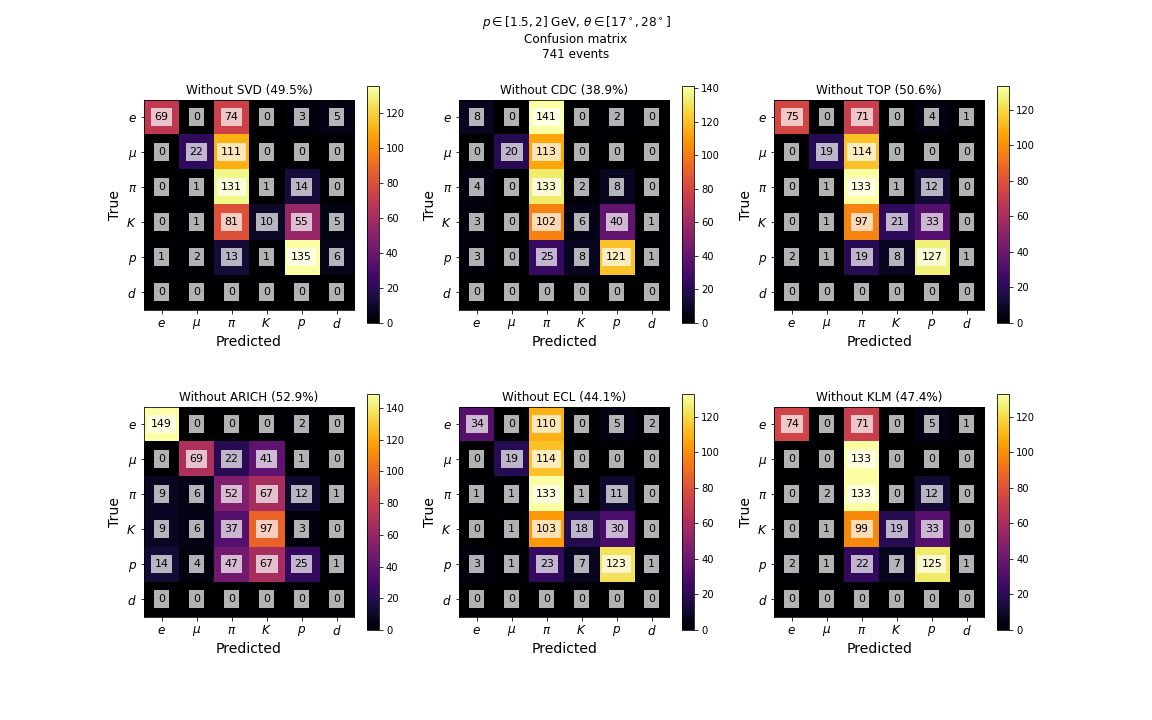 p ∈ [1.5, 2] GeV, θ ∈ [17°, 28°]
Confusion matrix
741 events
Without SVD (49.5%)
True
e 69 0 74 0 3 5
μ 0 22 111 0 0 0
π 0 1 131 1 14 0
K 0 1 81 10 55 5
p 1 2 13 1 135 6
d 0 0 0 0 0 0
e μ π K p d
Predicted
120
100
80
60
40
20
0
Without CDC (38.9%)
True
e 8 0 141 0 2 0
μ 0 20 113 0 0 0
π 4 0 133 2 8 0
K 3 0 102 6 40 1
p 3 0 25 8 121 1
d 0 0 0 0 0 0
e μ π K p d
Predicted
140
120
100
80
60
40
20
0
Without TOP (50.6%)
True
e 75 0 71 0 4 1
μ 0 19 114 0 0 0
π 0 1 133 1 12 0
K 0 1 97 21 33 0
p 2 1 19 8 127 1
d 0 0 0 0 0 0
e μ π K p d
Predicted
120
100
80
60
40
20
0
Without ARICH (52.9%)
True
e 149 0 0 0 2 0
μ 0 69 22 41 1 0
π 9 6 52 67 12 1
K 9 6 37 97 3 0
p 14 4 47 67 25 1
d 0 0 0 0 0 0
e μ π K p d
Predicted
140
120
100
80
60
40
20
0
Without ECL (44.1%)
True
e 34 0 110 0 5 2
μ 0 19 114 0 0 0
π 1 1 133 1 11 0
K 0 1 103 18 30 0
p 3 1 23 7 123 1
d 0 0 0 0 0 0
e μ π K p d
Predicted
120
100
80
60
40
20
0
Without KLM (47.4%)
True
e 74 0 71 0 5 1
μ 0 0 133 0 0 0
π 0 2 133 0 12 0
K 0 1 99 19 33 0
p 2 1 22 7 125 1
d 0 0 0 0 0 0
e μ π K p d
Predicted
120
100
80
60
40
20
0